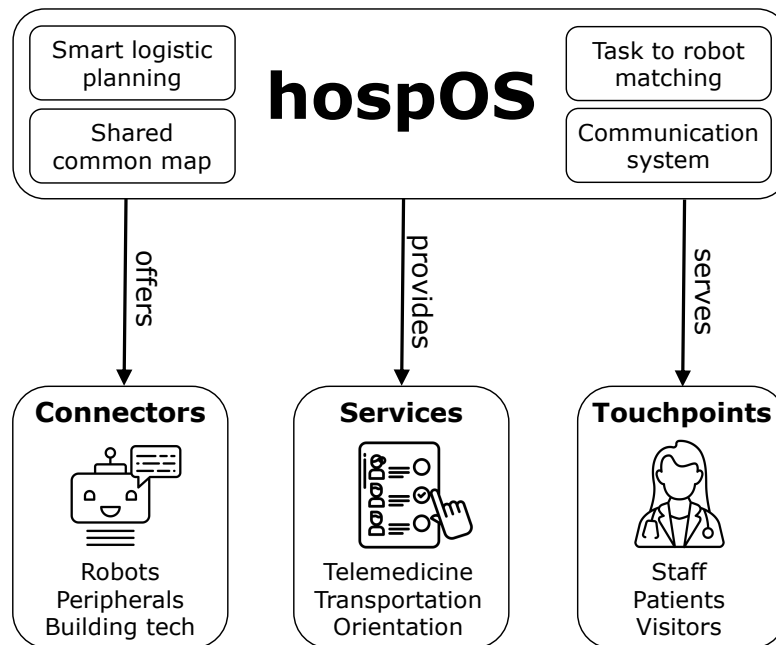 Smart logistic
planning
Shared
common map
hospOS
Task to robot
matching
Communication
system
offers
provides
serves
Connectors
Robots
Peripherals
Building tech
Services
Telemedicine
Transportation
Orientation
Touchpoints
Staff
Patients
Visitors